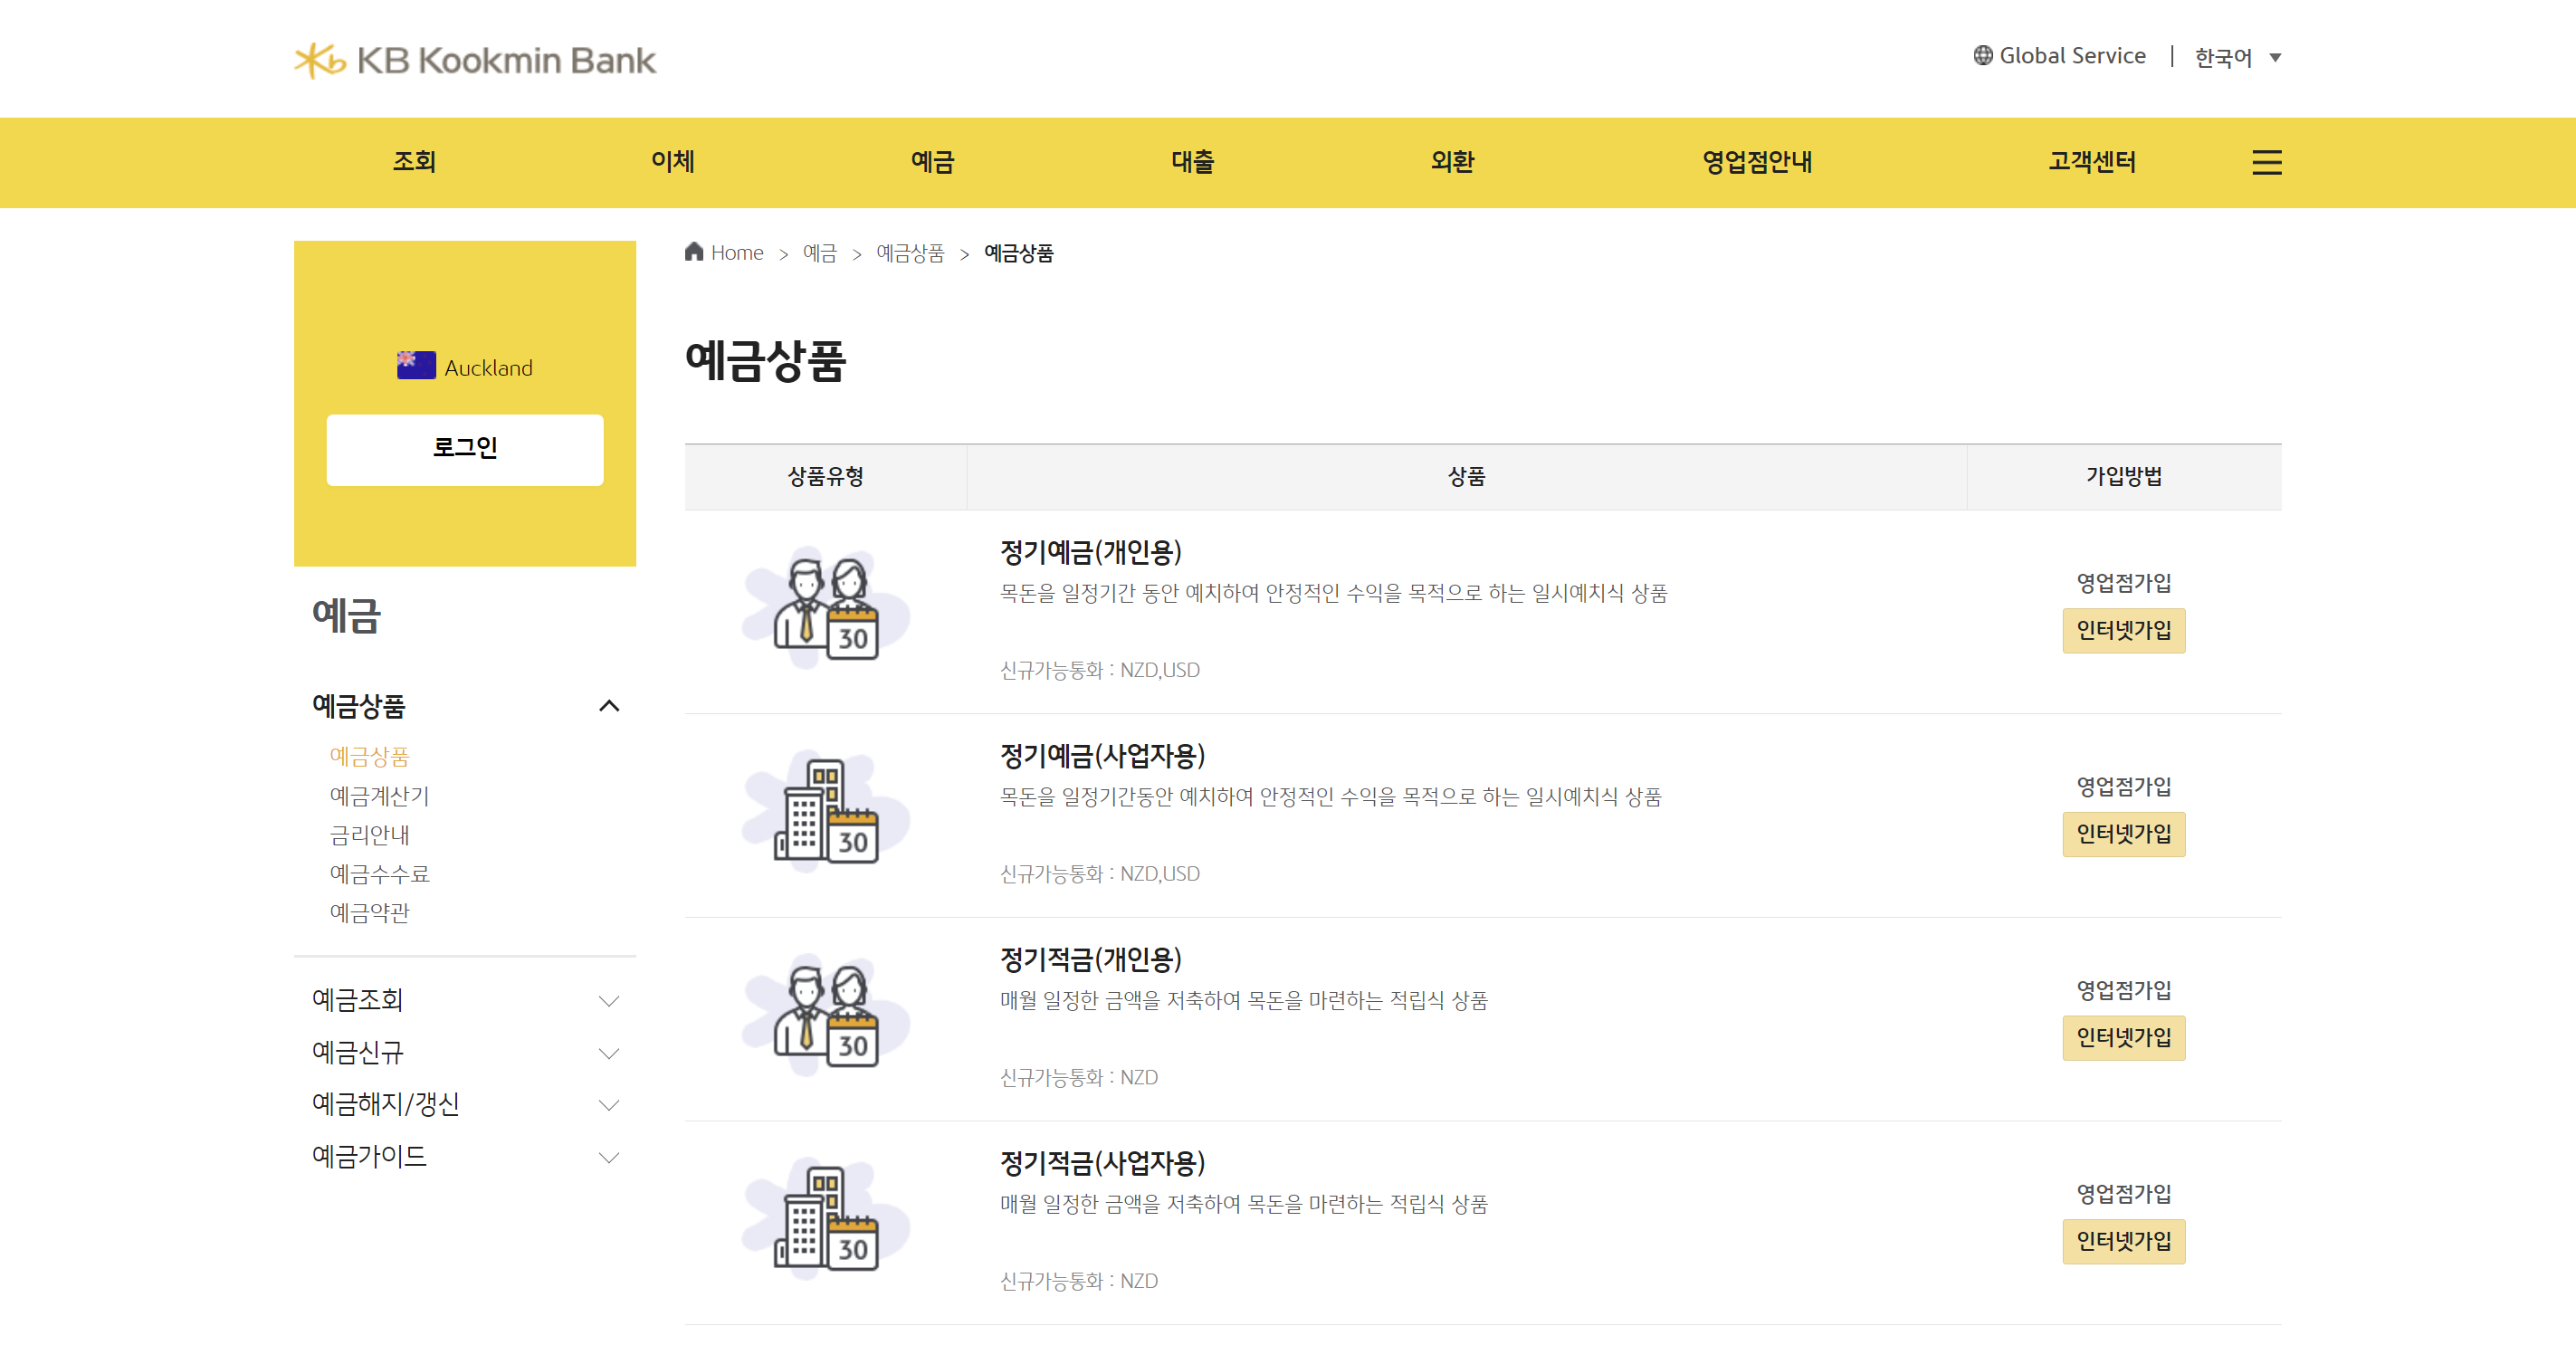 KB Kookmin Bank
Global Service | 한국어
조회 이체 예금 대출 외환 영업점안내 고객센터
Auckland
로그인
예금
예금상품
예금상품
예금계산기
금리안내
예금수수료
예금약관
예금조회
예금신규
예금해지/갱신
예금가이드
Home > 예금 > 예금상품 > 예금상품
예금상품
상품유형 상품 가입방법
30
정기예금(개인용)
목돈을 일정기간 동안 예치하여 안정적인 수익을 목적으로 하는 일시예치식 상품
신규가능통화 : NZD,USD
영업점가입
인터넷가입
30
정기예금(사업자용)
목돈을 일정기간동안 예치하여 안정적인 수익을 목적으로 하는 일시예치식 상품
신규가능통화 : NZD,USD
영업점가입
인터넷가입
30
정기적금(개인용)
매월 일정한 금액을 저축하여 목돈을 마련하는 적립식 상품
신규가능통화 : NZD
영업점가입
인터넷가입
30
정기적금(사업자용)
매월 일정한 금액을 저축하여 목돈을 마련하는 적립식 상품
신규가능통화 : NZD
영업점가입
인터넷가입